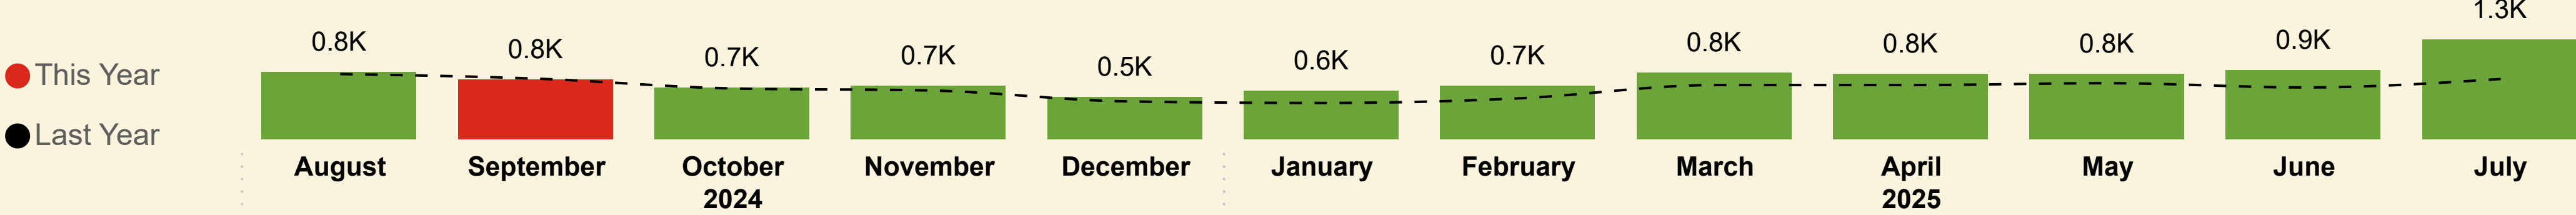 1.3K
0.8K 0.8K 0.7K 0.7K 0.5K 0.6K 0.7K 0.8K 0.8K 0.8K 0.9K
This Year
Last Year
August September October November December January February March April May June July
2024 2025